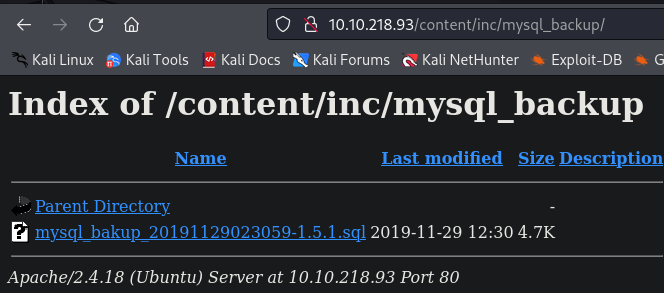 10.10.218.93/content/inc/mysql_backup/
Kali Linux Kali Tools Kali Docs Kali Forums Kali NetHunter Exploit-DB G
Index of /content/inc/mysql_backup
Name Last modified Size Description
Parent Directory -
mysql_bakup_20191129023059-1.5.1.sql 2019-11-29 12:30 4.7K
Apache/2.4.18 (Ubuntu) Server at 10.10.218.93 Port 80